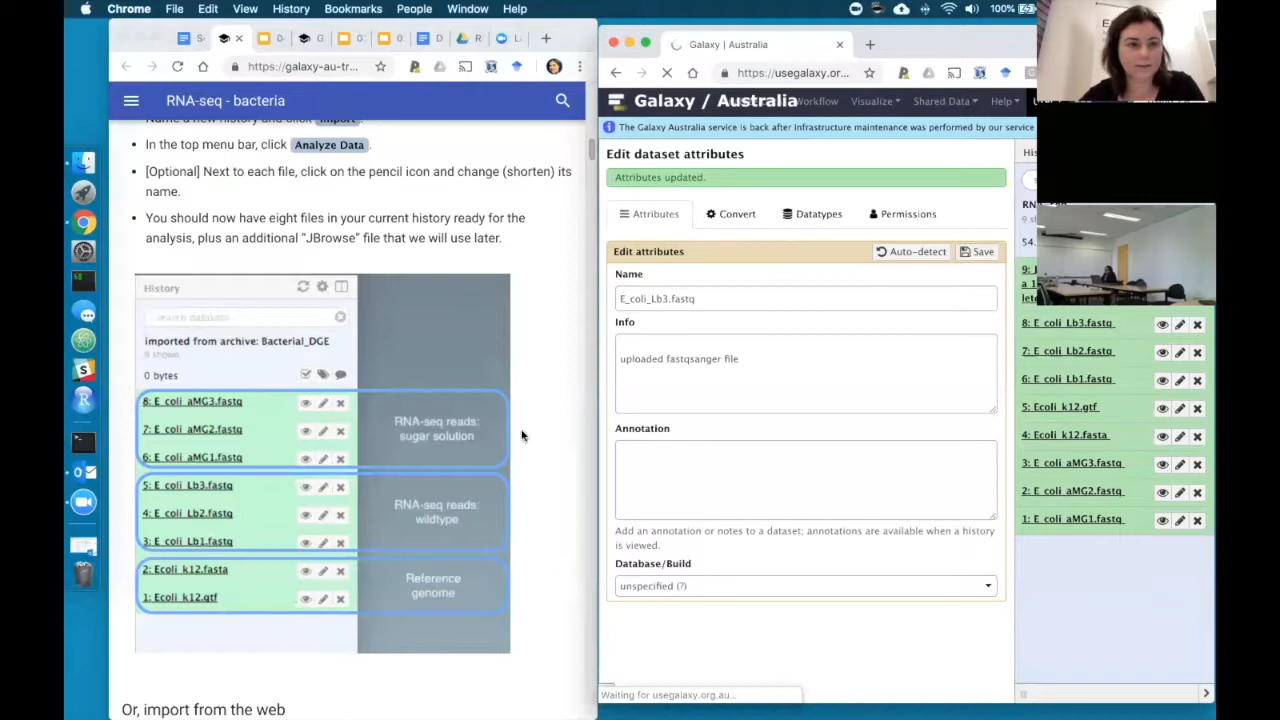 Chrome File Edit View History Bookmarks People Window Help 100%
https://galaxy-au-tr...
RNA-seq - bacteria
Name a new history and click Import.
In the top menu bar, click Analyze Data.
[Optional] Next to each file, click on the pencil icon and change (shorten) its
name.
You should now have eight files in your current history ready for the
analysis, plus an additional "JBrowse" file that we will use later.
History
search datasets
imported from archive: Bacterial_DGE
0 bytes
8: E_coli_aMG3.fastq
7: E_coli_aMG2.fastq
6: E_coli_aMG1.fastq
RNA-seq reads:
sugar solution
5: E_coli_Lb3.fastq
4: E_coli_Lb2.fastq
3: E_coli_Lb1.fastq
RNA-seq reads:
wildtype
2: Ecoli_k12.fasta
1: Ecoli_k12.gtf
Reference
genome
Or, import from the web
Galaxy | Australia
https://usegalaxy.or...
Galaxy / Australia Workflow Visualize Shared Data Help
The Galaxy Australia service is back after Infrastructure maintenance was performed by our service
Edit dataset attributes
Attributes updated.
Attributes Convert Datatypes Permissions
Edit attributes Auto-detect Save
Name
E_coli_Lb3.fastq
Info
uploaded fastqsanger file
Annotation
Add an annotation or notes to a dataset; annotations are available when a history
is viewed.
Database/Build
unspecified (?)
Waiting for usegalaxy.org.au...
8: E_coli_Lb3.fastq
7: E_coli_Lb2.fastq
6: E_coli_Lb1.fastq
5: Ecoli_k12.gtf
4: Ecoli_k12.fasta
3: E_coli_aMG3.fastq
2: E_coli_aMG2.fastq
1: E_coli_aMG1.fastq